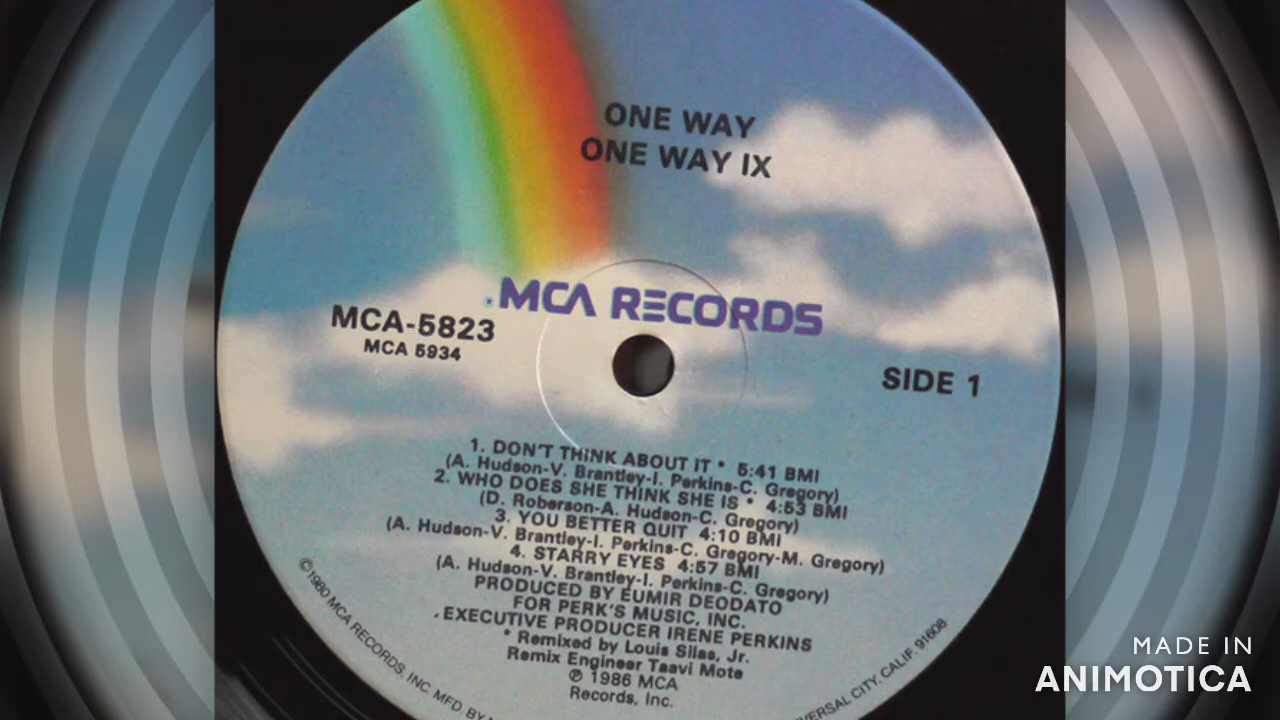 ONE WAY
ONE WAY IX
MCA RECORDS
MCA-5823
MCA 5934
SIDE 1
1. DON'T THINK ABOUT IT * 5:41 BMI
(A. Hudson-V. Brantley-I. Perkins-C. Gregory)
2. WHO DOES SHE THINK SHE IS * 4:53 BMI
(D. Roberson-A. Hudson-C. Gregory)
3. YOU BETTER QUIT 4:10 BMI
(A. Hudson-V. Brantley-I. Perkins-C. Gregory-M. Gregory)
4. STARRY EYES 4:57 BMI
(A. Hudson-V. Brantley-I. Perkins-C. Gregory)
PRODUCED BY EUMIR DEODATO
FOR PERK'S MUSIC, INC.
EXECUTIVE PRODUCER IRENE PERKINS
* Remixed by Louis Silas, Jr.
Remix Engineer Taavi Mote
℗ 1986 MCA
Records, Inc.
©1980 MCA RECORDS, INC. MFD. BY
CITY, CALIF. 91608
MADE IN
ANIMOTICA